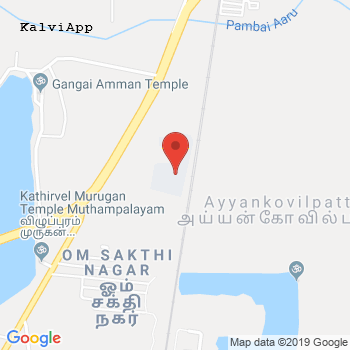 KalviApp
Pambai Aaru
Gangai Amman Temple
Ayyankovilpatt
அய்யன்கோவில்ப
Kathirvel Murugan
Temple Muthampalayam
விழுப்புரம்
முருகன்...
OM SAKTHI
NAGAR
ஓம்
சக்தி
நகர்
Google
Map data ©2019 Google